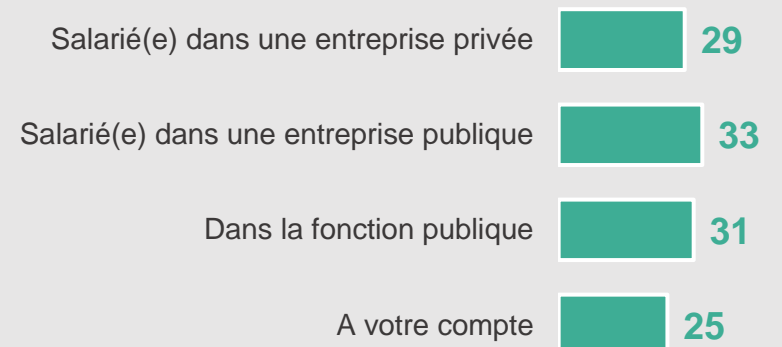 Salarié(e) dans une entreprise privée 29
Salarié(e) dans une entreprise publique 33
Dans la fonction publique 31
A votre compte 25